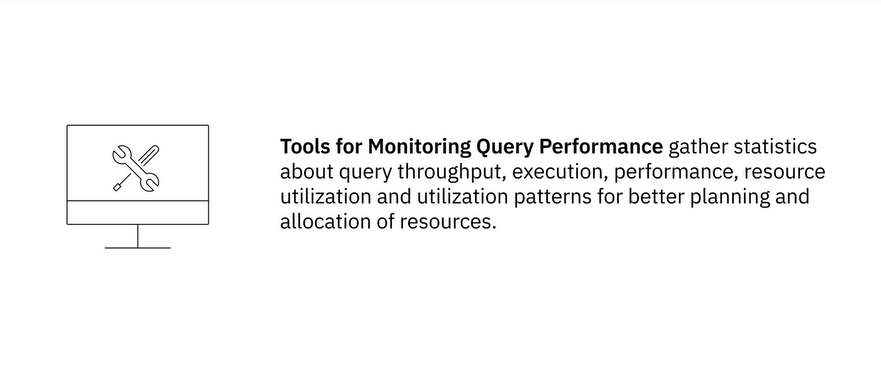 Tools for Monitoring Query Performance gather statistics
about query throughput, execution, performance, resource
utilization and utilization patterns for better planning and
allocation of resources.